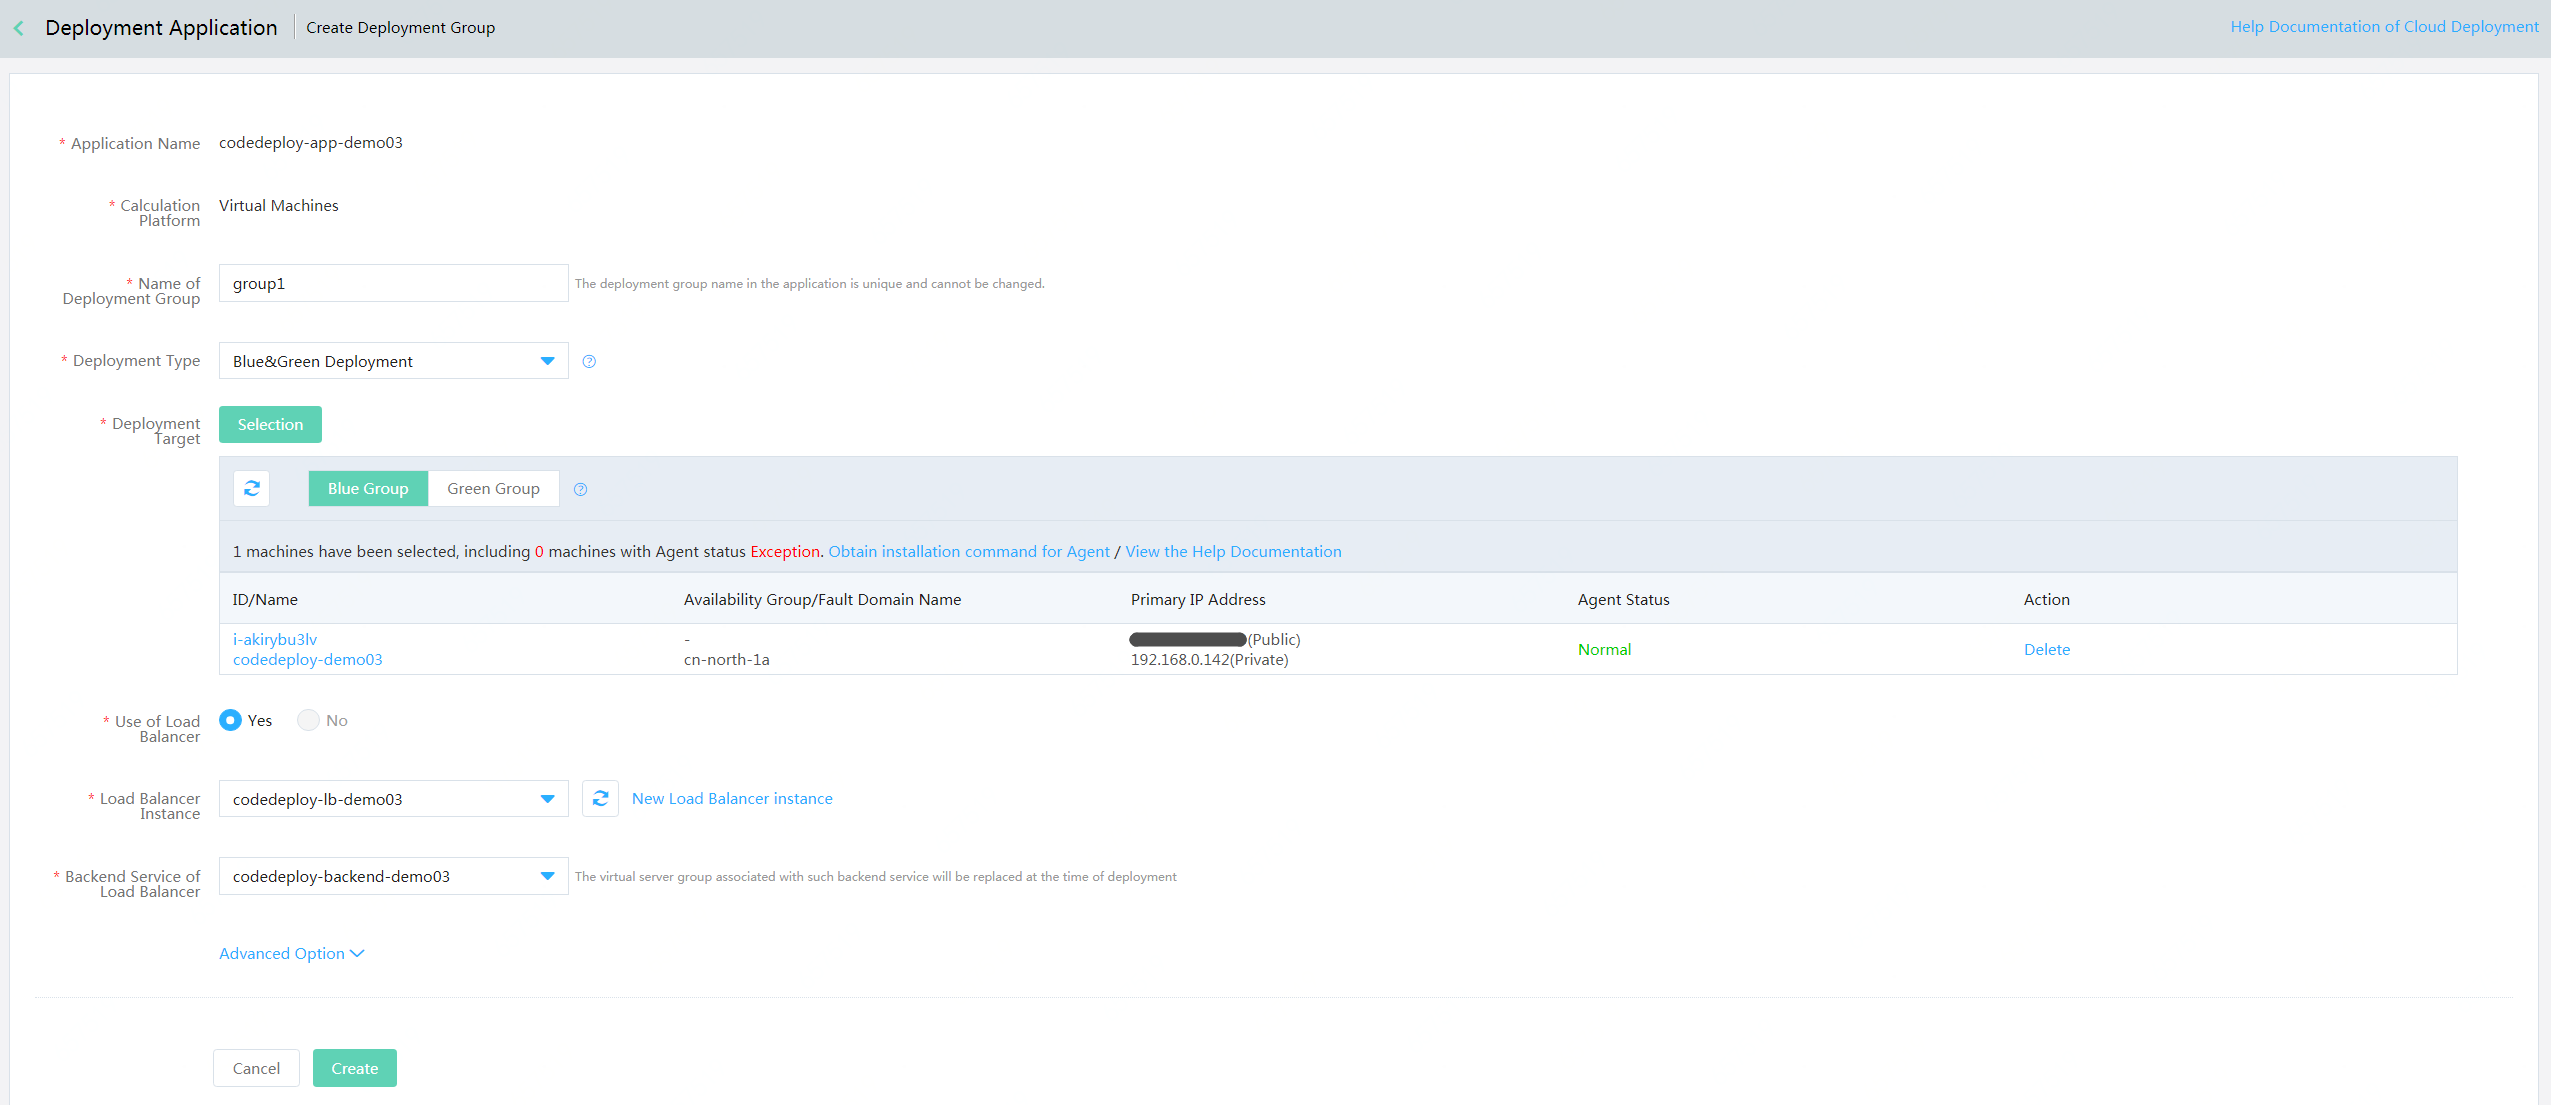 Deployment Application
Create Deployment Group
Help Documentation of Cloud Deployment
* Application Name
codedeploy-app-demo03
* Calculation
Platform
Virtual Machines
* Name of
Deployment Group
group1
The deployment group name in the application is unique and cannot be changed.
* Deployment Type
Blue&Green Deployment
* Deployment
Target
Selection
Blue Group
Green Group
1 machines have been selected, including 0 machines with Agent status Exception. Obtain installation command for Agent / View the Help Documentation
ID/Name
Availability Group/Fault Domain Name
Primary IP Address
Agent Status
Action
i-akirybu3lv
codedeploy-demo03
-
cn-north-1a
(Public)
192.168.0.142(Private)
Normal
Delete
* Use of Load
Balancer
Yes
No
* Load Balancer
Instance
codedeploy-lb-demo03
New Load Balancer instance
* Backend Service of
Load Balancer
codedeploy-backend-demo03
The virtual server group associated with such backend service will be replaced at the time of deployment
Advanced Option
Cancel
Create